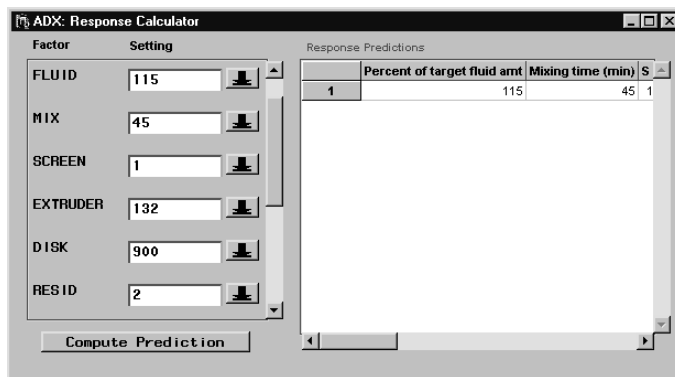 ADX: Response Calculator
Factor Setting
Response Predictions
FLUID 115
MIX 45
SCREEN 1
EXTRUDER 132
DISK 900
RESID 2
Compute Prediction
Percent of target fluid amt Mixing time (min) S
1 115 45 1